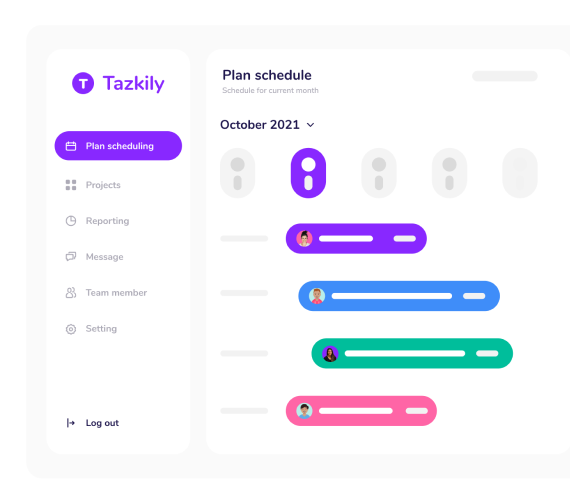 Tazkily
Plan scheduling
Projects
Reporting
Message
Team member
Setting
Log out
Plan schedule
Schedule for current month
October 2021